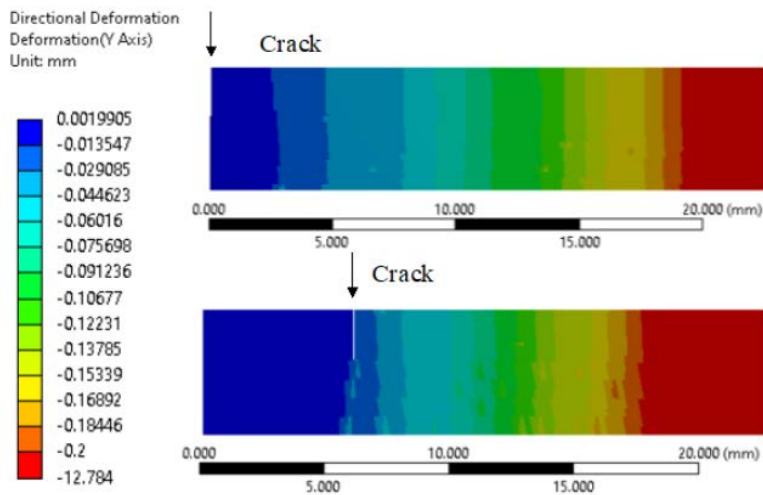 Directional Deformation
Deformation(Y Axis)
Unit: mm
Crack
0.0019905
-0.013547
-0.029085
-0.044623
-0.06016
-0.075698
-0.091236
-0.10677
-0.12231
-0.13785
-0.15339
-0.16892
-0.18446
-0.2
-12.784
0.000 10.000 20.000 (mm)
5.000 15.000
Crack
0.000 10.000 20.000 (mm)
5.000 15.000